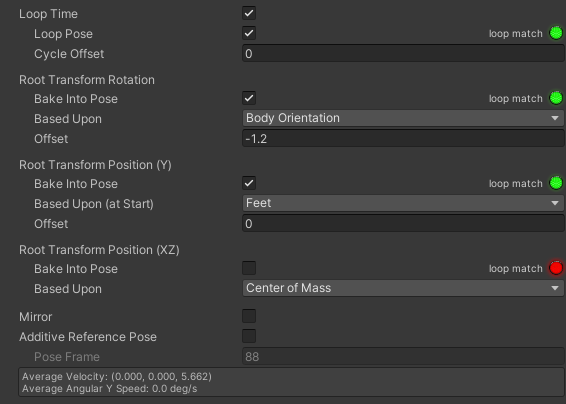 Loop Time
Loop Pose loop match
Cycle Offset 0
Root Transform Rotation
Bake Into Pose loop match
Based Upon Body Orientation
Offset -1.2
Root Transform Position (Y)
Bake Into Pose loop match
Based Upon (at Start) Feet
Offset 0
Root Transform Position (XZ)
Bake Into Pose loop match
Based Upon Center of Mass
Mirror
Additive Reference Pose
Pose Frame 88
Average Velocity: (0.000, 0.000, 5.662)
Average Angular Y Speed: 0.0 deg/s